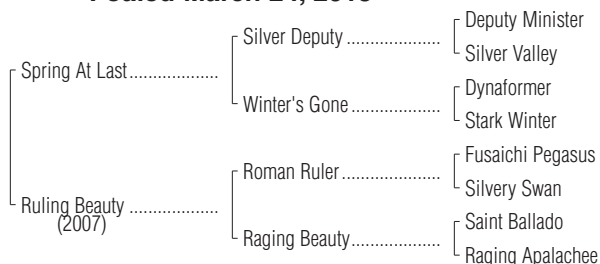 Deputy Minister
Silver Deputy ....................
Silver Valley
Spring At Last...................
Dynaformer
Winter's Gone ...................
Stark Winter
Fusaichi Pegasus
Roman Ruler.....................
Silvery Swan
Ruling Beauty ...................
(2007)
Saint Ballado
Raging Beauty...................
Raging Apalachee